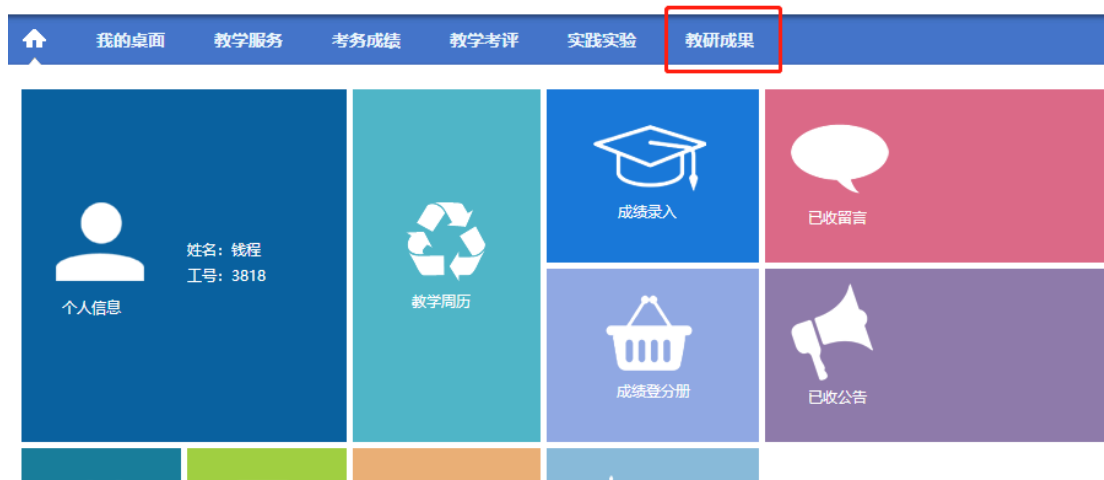 我的桌面 教学服务 考务成绩 教学考评 实践实验 教研成果
姓名：钱程
工号：3818
个人信息
教学周历
成绩录入
已收留言
成绩登分册
已收公告